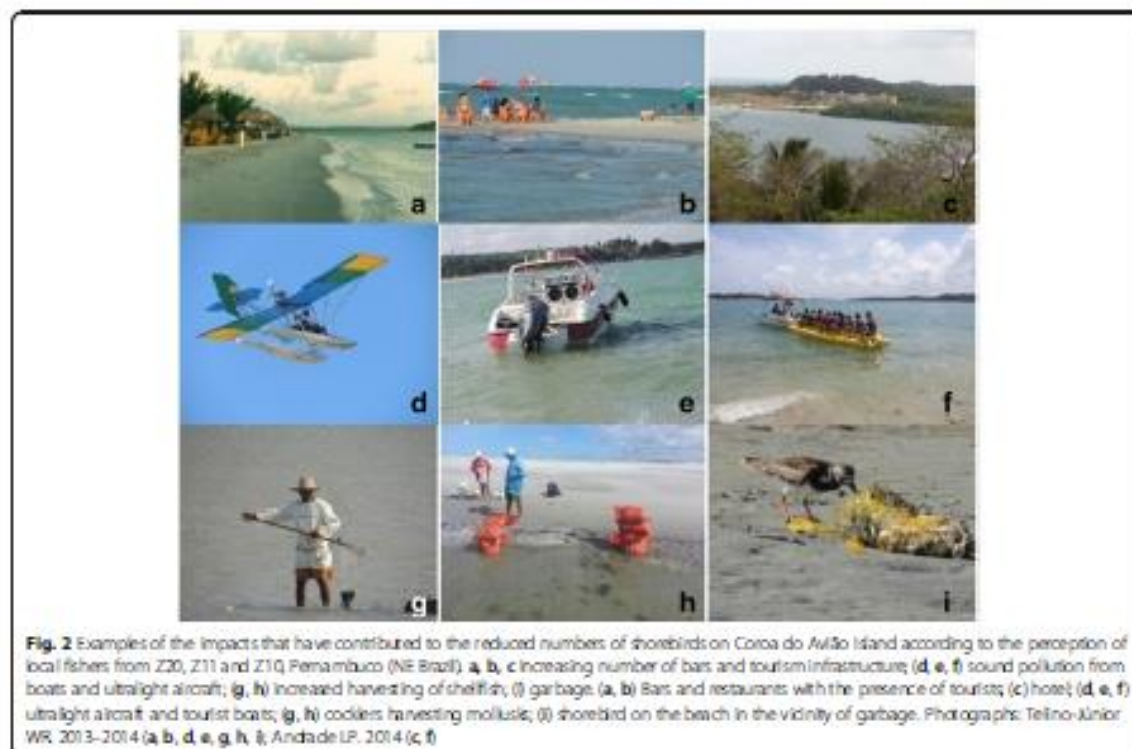 a
b
c
d
e
f
g
h
i
Fig. 2 Examples of the impacts that have contributed to the reduced numbers of shorebirds on Coroa do Avião Island according to the perception of
local fishers from Z20, Z11 and Z10, Pernambuco (NE Brazil). a, b, c Increasing number of bars and tourism infrastructure; (d, e, f) sound pollution from
boats and ultralight aircraft; (g, h) increased harvesting of shellfish, (i) garbage. (a, b) Bars and restaurants with the presence of tourists; (c) hotel; (d, e, f)
ultralight aircraft and tourist boats; (g, h) cocklers harvesting mollusks; (i) shorebird on the beach in the vicinity of garbage. Photographs: Telino-Júnior
WR. 2013–2014 (a, b, d, e, g, h, i); Andrade LP. 2014 (c, f)